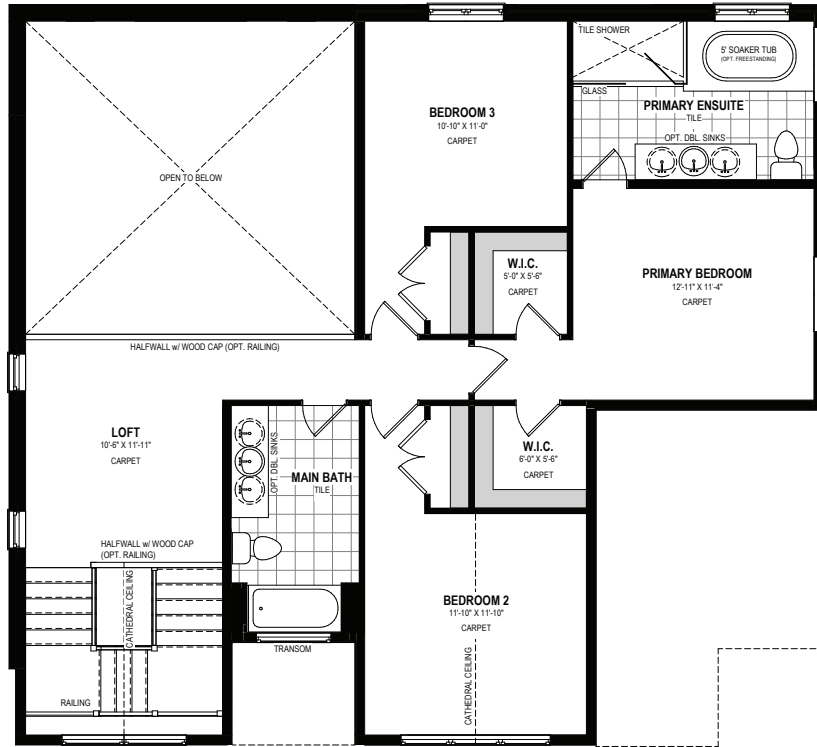 TILE SHOWER
5' SOAKER TUB
(OPT. FREESTANDING)
GLASS
PRIMARY ENSUITE
TILE
OPT. DBL. SINKS
BEDROOM 3
10'-10" X 11'-0"
CARPET
OPEN TO BELOW
W.I.C.
5'-0" X 5'-6"
CARPET
PRIMARY BEDROOM
12'-11" X 11'-4"
CARPET
HALFWALL w/ WOOD CAP (OPT. RAILING)
LOFT
10'-6" X 11'-11"
CARPET
OPT. DBL. SINKS
MAIN BATH
TILE
W.I.C.
6'-0" X 5'-6"
CARPET
HALFWALL w/ WOOD CAP
(OPT. RAILING)
CATHEDRAL CEILING
BEDROOM 2
11'-10" X 11'-10"
CARPET
CATHEDRAL CEILING
TRANSOM
RAILING